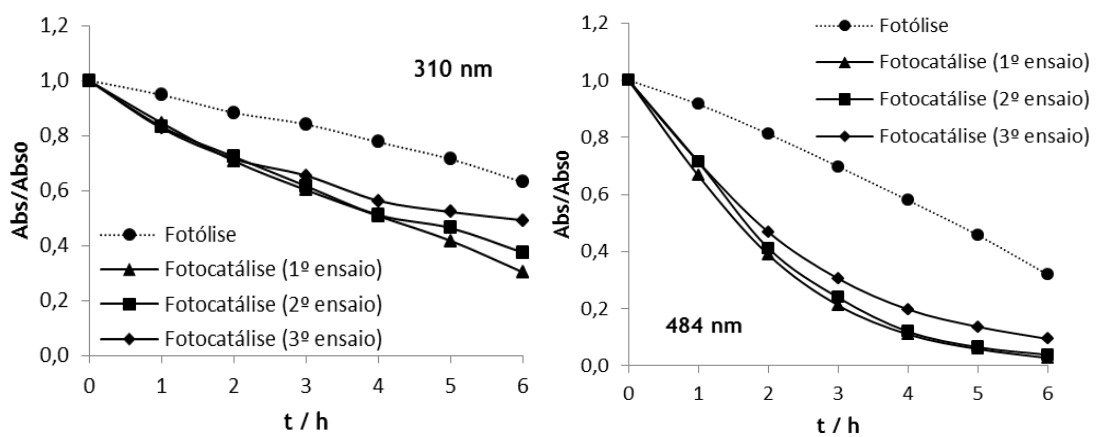 1,2
1,0
0,8
0,6
0,4
0,2
0,0
Abs/Abs0
310 nm
Fotólise
Fotocatálise (1º ensaio)
Fotocatálise (2º ensaio)
Fotocatálise (3º ensaio)
0 1 2 3 4 5 6
t / h
1,2
1,0
0,8
0,6
0,4
0,2
0,0
Abs/Abs0
Fotólise
Fotocatálise (1º ensaio)
Fotocatálise (2º ensaio)
Fotocatálise (3º ensaio)
484 nm
0 1 2 3 4 5 6
t / h